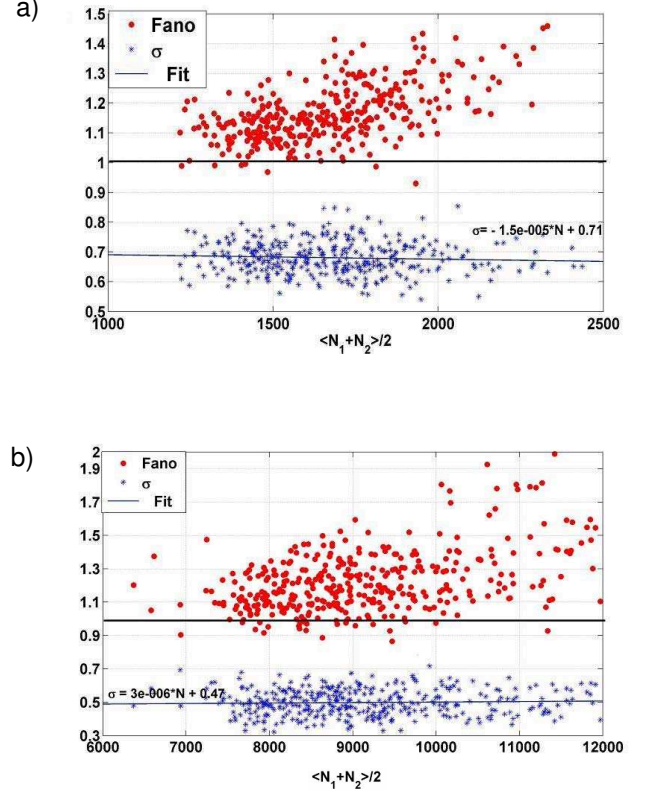 a)
1.5
1.4
1.3
1.2
1.1
1
0.9
0.8
0.7
0.6
0.5
Fano
σ
Fit
σ= - 1.5e-005*N + 0.71
1000 1500 2000 2500
<N1+N2>/2
b)
2
1.9
1.7
1.5
1.3
1.1
0.9
0.7
0.5
0.3
Fano
σ
Fit
σ = 3e-006*N + 0.47
6000 7000 8000 9000 10000 11000 12000
<N1+N2>/2